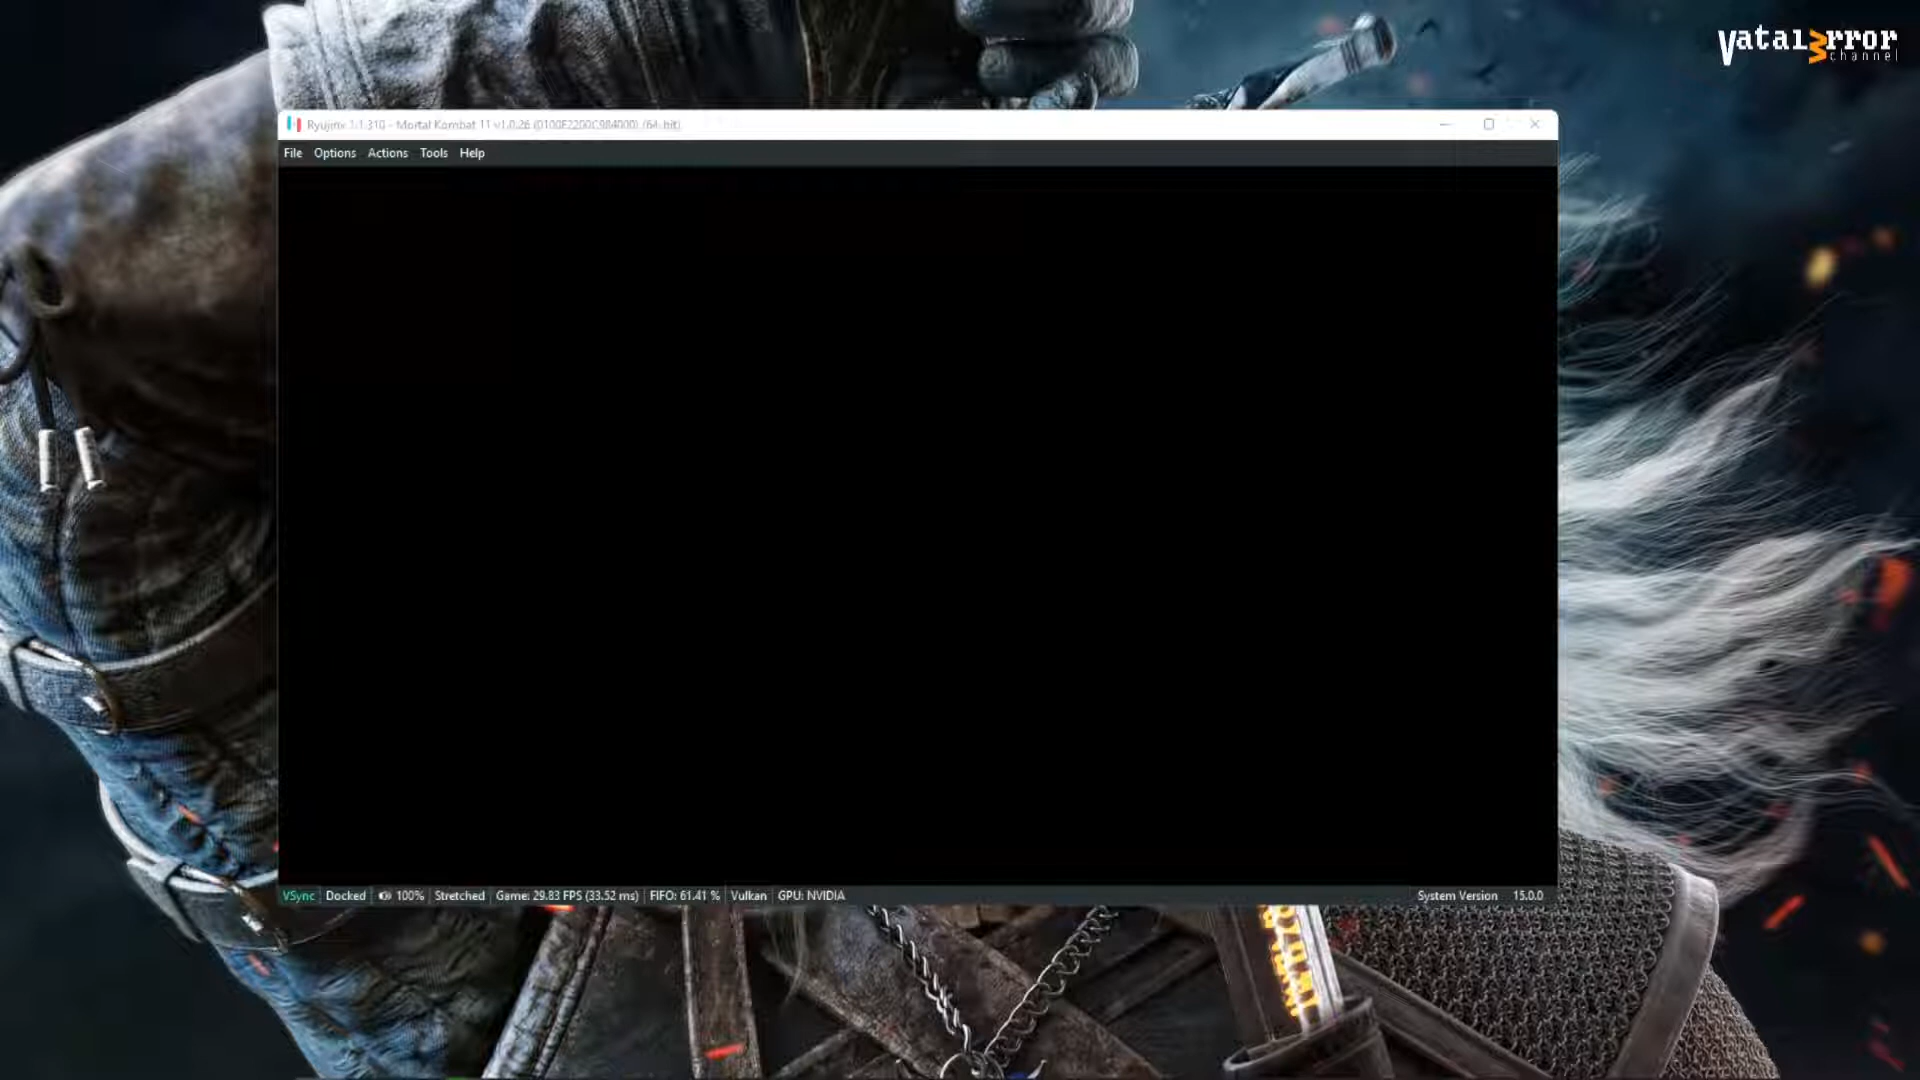 Vatal3rror
channel
Ryujinx 1.1.310 - Mortal Kombat 11 v1.0.26 (0100F2200C984000) (64-bit)
File Options Actions Tools Help
VSync Docked 100% Stretched Game: 29.83 FPS (33.52 ms) FIFO: 61.41 % Vulkan GPU: NVIDIA System Version 15.0.0